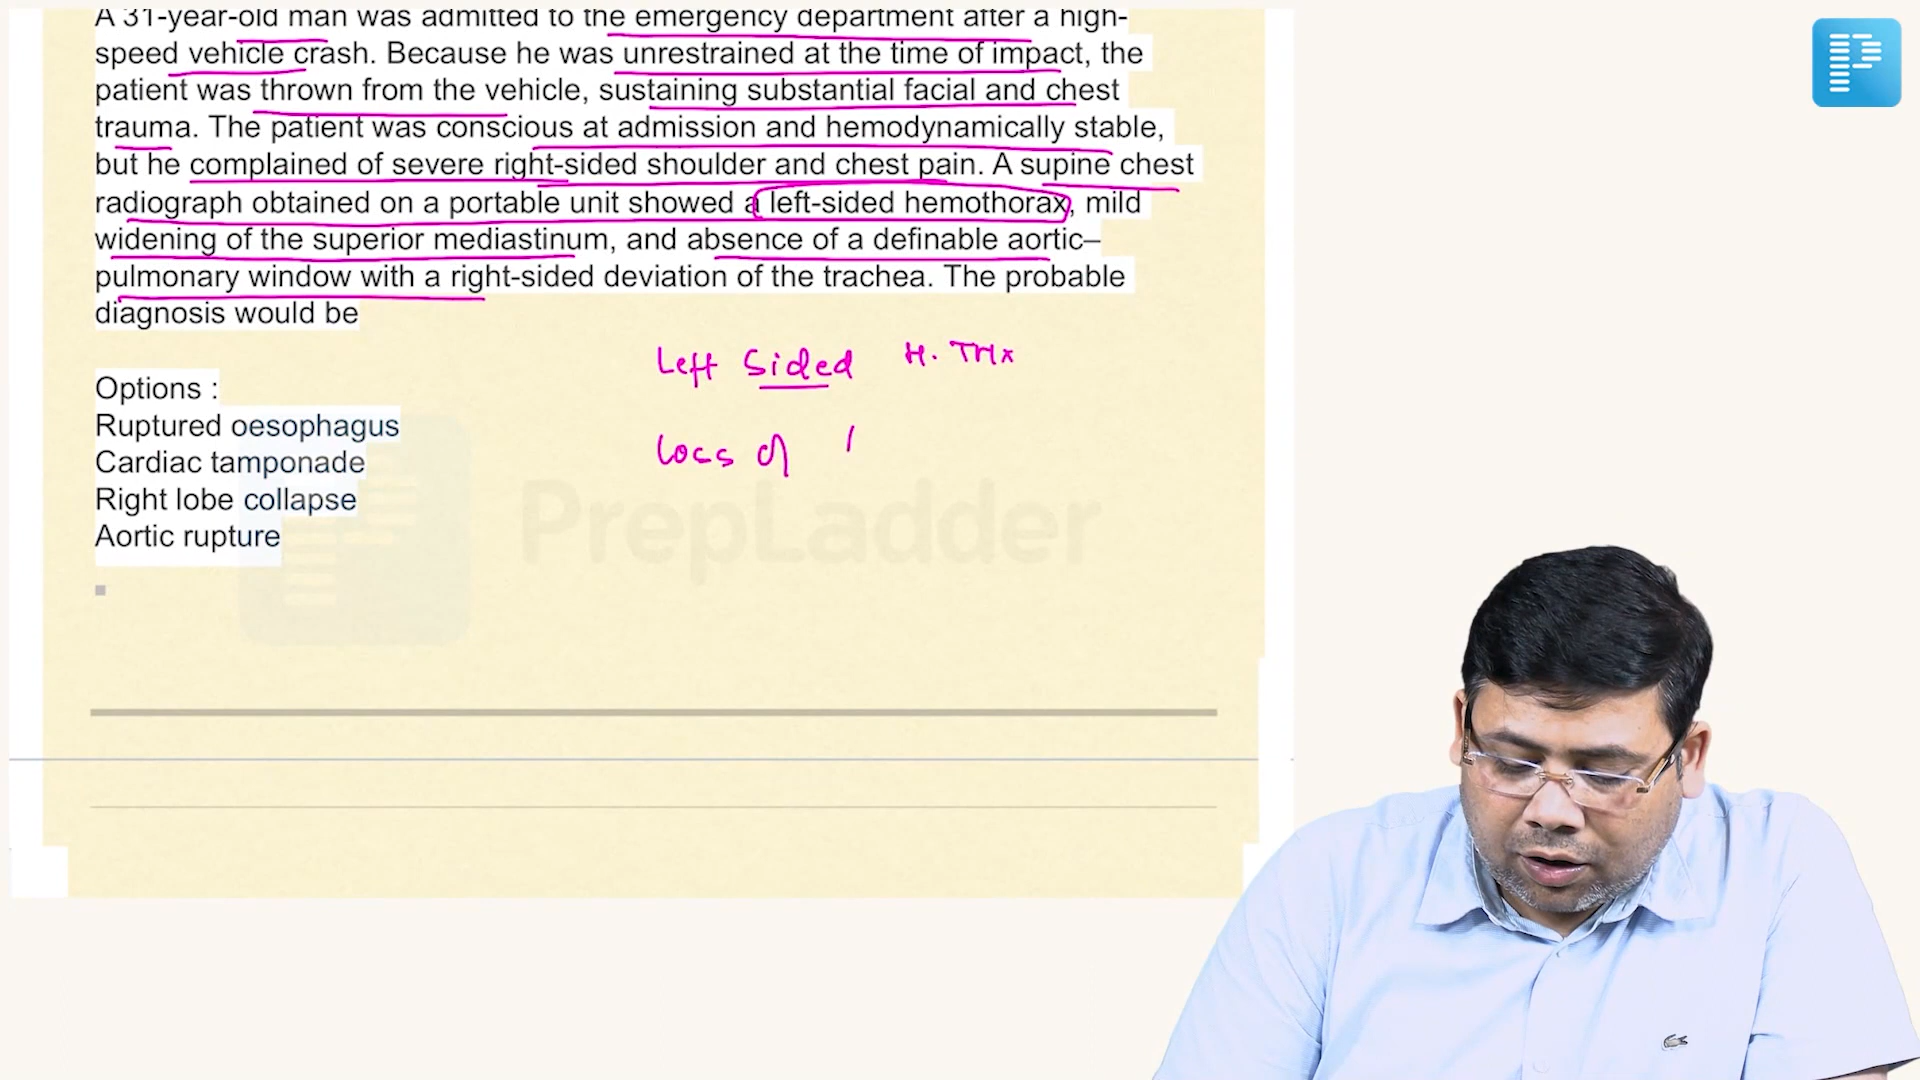 A 31-year-old man was admitted to the emergency department after a high-
speed vehicle crash. Because he was unrestrained at the time of impact, the
patient was thrown from the vehicle, sustaining substantial facial and chest
trauma. The patient was conscious at admission and hemodynamically stable,
but he complained of severe right-sided shoulder and chest pain. A supine chest
radiograph obtained on a portable unit showed a left-sided hemothorax, mild
widening of the superior mediastinum, and absence of a definable aortic–
pulmonary window with a right-sided deviation of the trachea. The probable
diagnosis would be
Left Sided H. THx
Options :
Ruptured oesophagus
Loss of
Cardiac tamponade
Right lobe collapse
Aortic rupture
PrepLadder